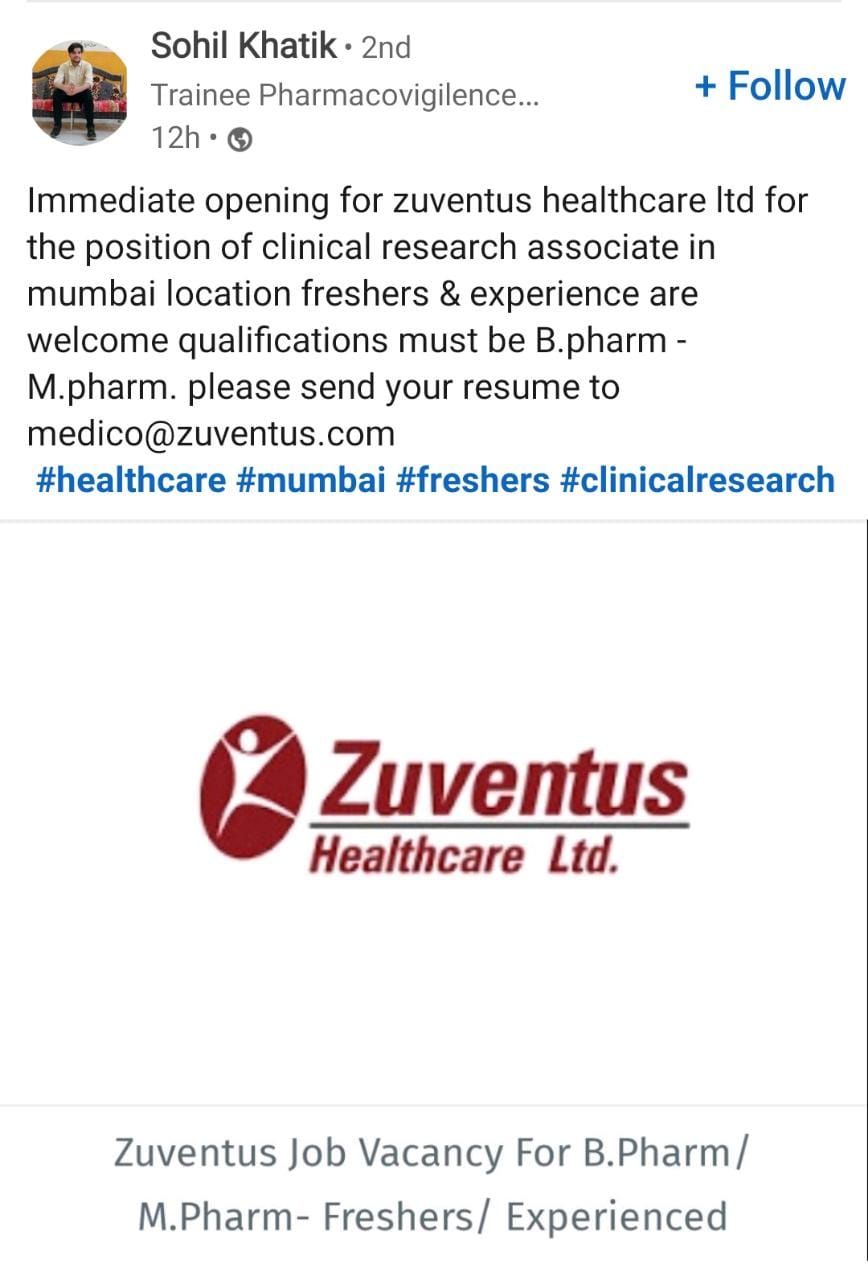 Sohil Khatik • 2nd
Trainee Pharmacovigilence...
+ Follow
12h •
Immediate opening for zuventus healthcare ltd for
the position of clinical research associate in
mumbai location freshers & experience are
welcome qualifications must be B.pharm -
M.pharm. please send your resume to
medico@zuventus.com
#healthcare #mumbai #freshers #clinicalresearch
Zuventus
Healthcare Ltd.
Zuventus Job Vacancy For B.Pharm/
M.Pharm- Freshers/ Experienced